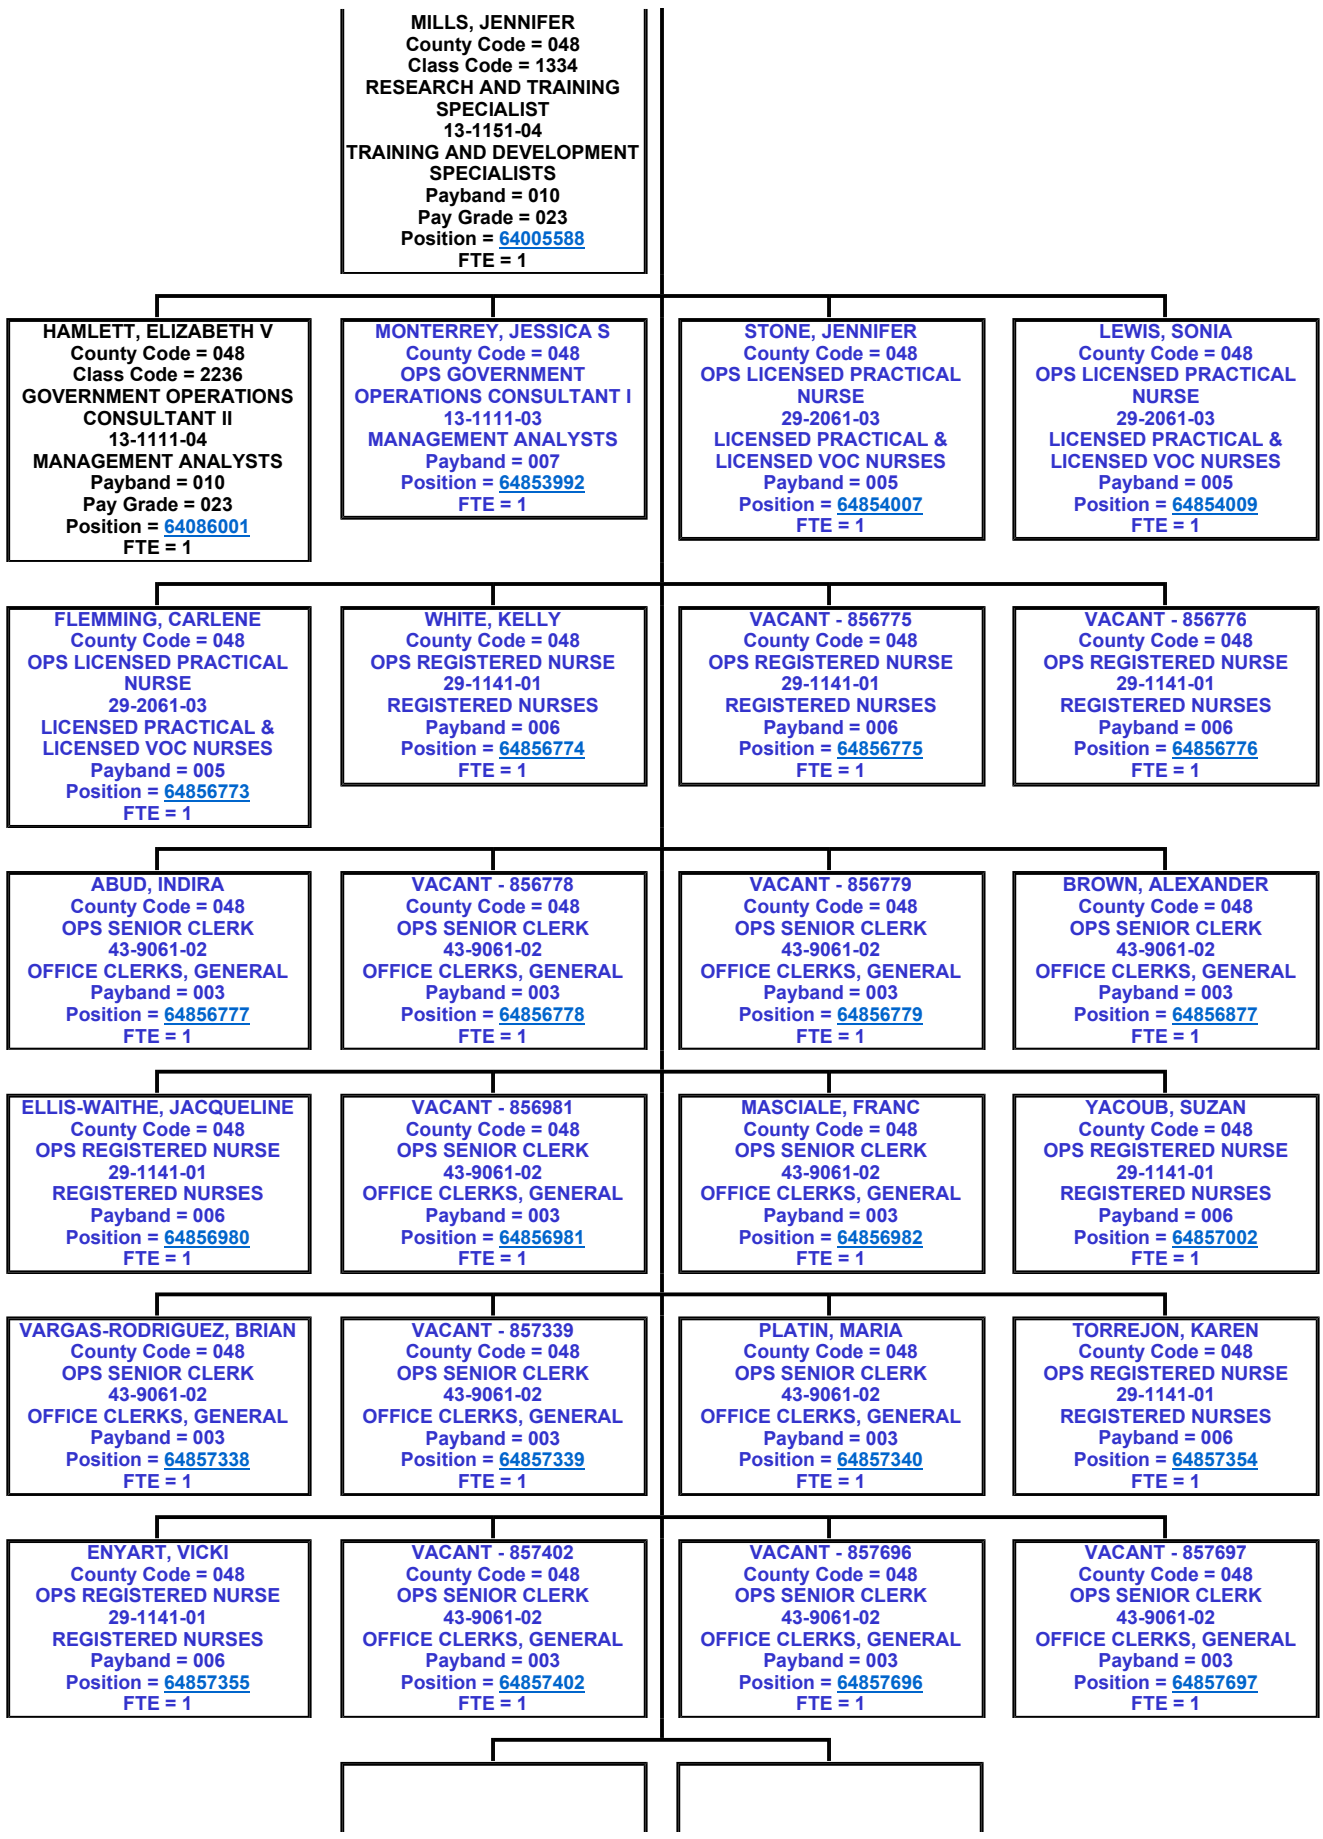 MILLS, JENNIFER
County Code = 048
Class Code = 1334
RESEARCH AND TRAINING
SPECIALIST
13-1151-04
TRAINING AND DEVELOPMENT
SPECIALISTS
Payband = 010
Pay Grade = 023
Position = 64005588
FTE = 1
HAMLETT, ELIZABETH V
County Code = 048
Class Code = 2236
GOVERNMENT OPERATIONS
CONSULTANT II
13-1111-04
MANAGEMENT ANALYSTS
Payband = 010
Pay Grade = 023
Position = 64086001
FTE = 1
MONTERREY, JESSICA S
County Code = 048
OPS GOVERNMENT
OPERATIONS CONSULTANT I
13-1111-03
MANAGEMENT ANALYSTS
Payband = 007
Position = 64853992
FTE = 1
STONE, JENNIFER
County Code = 048
OPS LICENSED PRACTICAL
NURSE
29-2061-03
LICENSED PRACTICAL &
LICENSED VOC NURSES
Payband = 005
Position = 64854007
FTE = 1
LEWIS, SONIA
County Code = 048
OPS LICENSED PRACTICAL
NURSE
29-2061-03
LICENSED PRACTICAL &
LICENSED VOC NURSES
Payband = 005
Position = 64854009
FTE = 1
FLEMMING, CARLENE
County Code = 048
OPS LICENSED PRACTICAL
NURSE
29-2061-03
LICENSED PRACTICAL &
LICENSED VOC NURSES
Payband = 005
Position = 64856773
FTE = 1
WHITE, KELLY
County Code = 048
OPS REGISTERED NURSE
29-1141-01
REGISTERED NURSES
Payband = 006
Position = 64856774
FTE = 1
VACANT - 856775
County Code = 048
OPS REGISTERED NURSE
29-1141-01
REGISTERED NURSES
Payband = 006
Position = 64856775
FTE = 1
VACANT - 856776
County Code = 048
OPS REGISTERED NURSE
29-1141-01
REGISTERED NURSES
Payband = 006
Position = 64856776
FTE = 1
ABUD, INDIRA
County Code = 048
OPS SENIOR CLERK
43-9061-02
OFFICE CLERKS, GENERAL
Payband = 003
Position = 64856777
FTE = 1
VACANT - 856778
County Code = 048
OPS SENIOR CLERK
43-9061-02
OFFICE CLERKS, GENERAL
Payband = 003
Position = 64856778
FTE = 1
VACANT - 856779
County Code = 048
OPS SENIOR CLERK
43-9061-02
OFFICE CLERKS, GENERAL
Payband = 003
Position = 64856779
FTE = 1
BROWN, ALEXANDER
County Code = 048
OPS SENIOR CLERK
43-9061-02
OFFICE CLERKS, GENERAL
Payband = 003
Position = 64856877
FTE = 1
ELLIS-WAITHE, JACQUELINE
County Code = 048
OPS REGISTERED NURSE
29-1141-01
REGISTERED NURSES
Payband = 006
Position = 64856980
FTE = 1
VACANT - 856981
County Code = 048
OPS SENIOR CLERK
43-9061-02
OFFICE CLERKS, GENERAL
Payband = 003
Position = 64856981
FTE = 1
MASCIALE, FRANC
County Code = 048
OPS SENIOR CLERK
43-9061-02
OFFICE CLERKS, GENERAL
Payband = 003
Position = 64856982
FTE = 1
YACOUB, SUZAN
County Code = 048
OPS REGISTERED NURSE
29-1141-01
REGISTERED NURSES
Payband = 006
Position = 64857002
FTE = 1
VARGAS-RODRIGUEZ, BRIAN
County Code = 048
OPS SENIOR CLERK
43-9061-02
OFFICE CLERKS, GENERAL
Payband = 003
Position = 64857338
FTE = 1
VACANT - 857339
County Code = 048
OPS SENIOR CLERK
43-9061-02
OFFICE CLERKS, GENERAL
Payband = 003
Position = 64857339
FTE = 1
PLATIN, MARIA
County Code = 048
OPS SENIOR CLERK
43-9061-02
OFFICE CLERKS, GENERAL
Payband = 003
Position = 64857340
FTE = 1
TORREJON, KAREN
County Code = 048
OPS REGISTERED NURSE
29-1141-01
REGISTERED NURSES
Payband = 006
Position = 64857354
FTE = 1
ENYART, VICKI
County Code = 048
OPS REGISTERED NURSE
29-1141-01
REGISTERED NURSES
Payband = 006
Position = 64857355
FTE = 1
VACANT - 857402
County Code = 048
OPS SENIOR CLERK
43-9061-02
OFFICE CLERKS, GENERAL
Payband = 003
Position = 64857402
FTE = 1
VACANT - 857696
County Code = 048
OPS SENIOR CLERK
43-9061-02
OFFICE CLERKS, GENERAL
Payband = 003
Position = 64857696
FTE = 1
VACANT - 857697
County Code = 048
OPS SENIOR CLERK
43-9061-02
OFFICE CLERKS, GENERAL
Payband = 003
Position = 64857697
FTE = 1